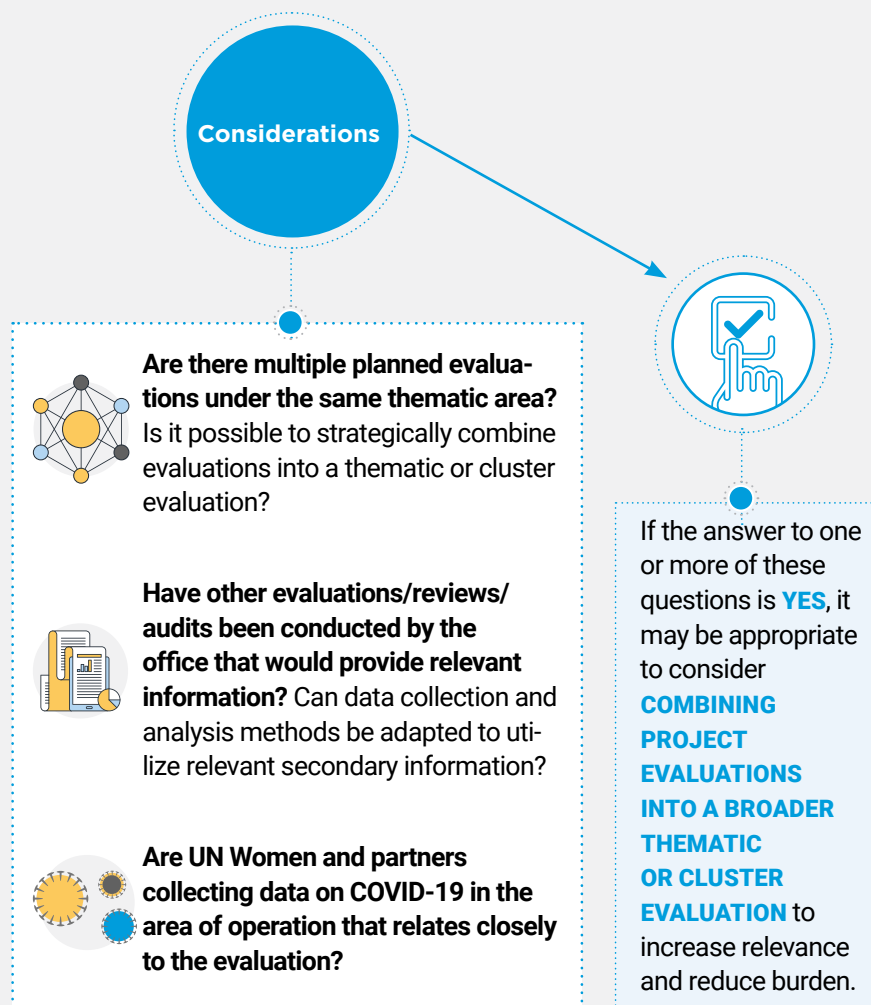 Considerations
Are there multiple planned evalua-
tions under the same thematic area?
Is it possible to strategically combine
evaluations into a thematic or cluster
evaluation?
Have other evaluations/reviews/
audits been conducted by the
office that would provide relevant
information? Can data collection and
analysis methods be adapted to uti-
lize relevant secondary information?
Are UN Women and partners
collecting data on COVID-19 in the
area of operation that relates closely
to the evaluation?
If the answer to one
or more of these
questions is YES, it
may be appropriate
to consider
COMBINING
PROJECT
EVALUATIONS
INTO A BROADER
THEMATIC
OR CLUSTER
EVALUATION to
increase relevance
and reduce burden.